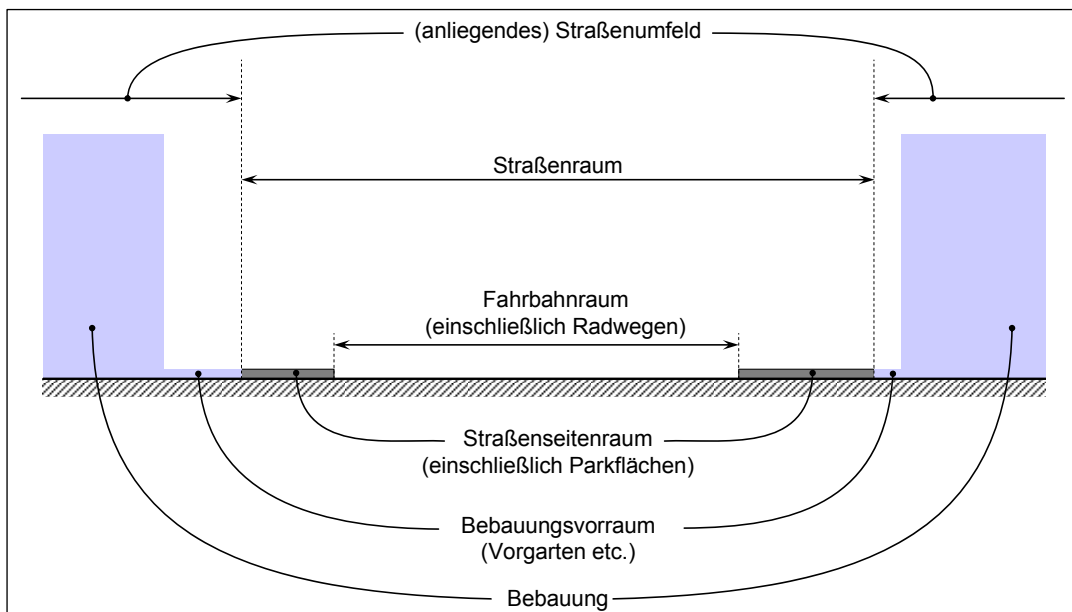 (anliegendes) Straßenumfeld
Straßenraum
Fahrbahnraum
(einschließlich Radwegen)
Straßenseitenraum
(einschließlich Parkflächen)
Bebauungsvorraum
(Vorgarten etc.)
Bebauung